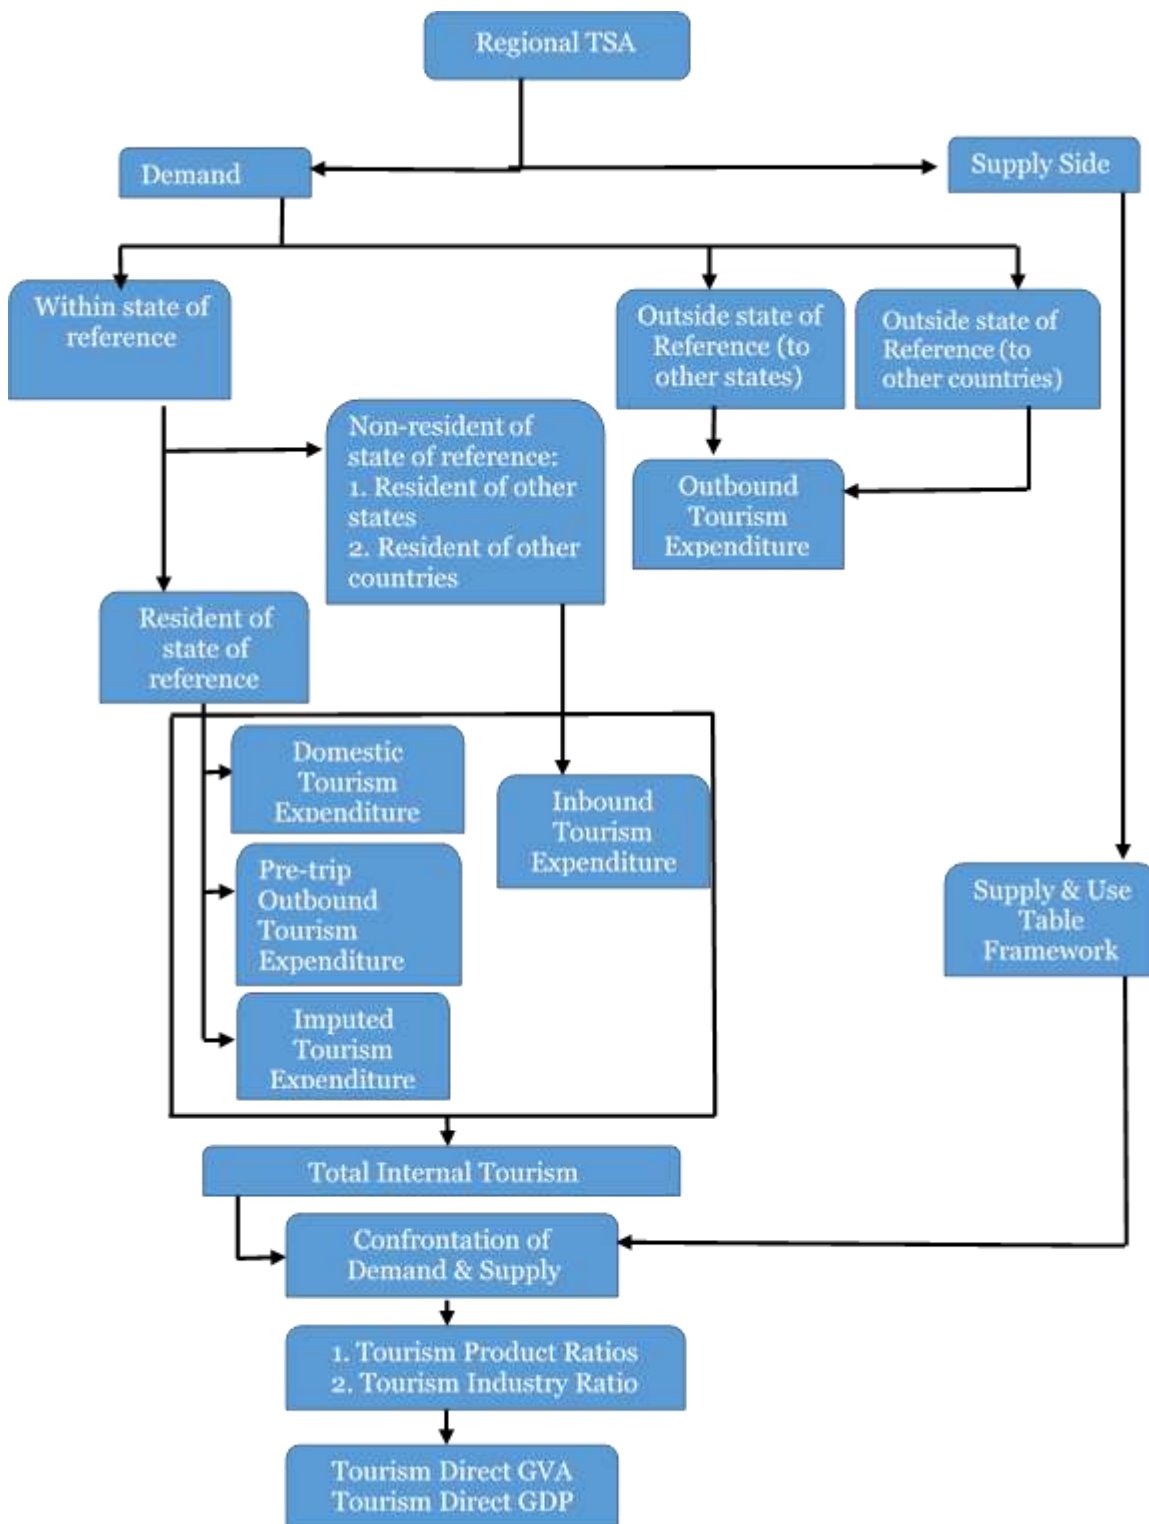 Regional TSA
Demand
Supply Side
Within state of
reference
Outside state of
Reference (to
other states)
Outside state of
Reference (to
other countries)
Non-resident of
state of reference:
1. Resident of other
states
2. Resident of other
countries
Outbound
Tourism
Expenditure
Resident of
state of
reference
Domestic
Tourism
Expenditure
Inbound
Tourism
Expenditure
Pre-trip
Outbound
Tourism
Expenditure
Supply & Use
Table
Framework
Imputed
Tourism
Expenditure
Total Internal Tourism
Confrontation of
Demand & Supply
1. Tourism Product Ratios
2. Tourism Industry Ratio
Tourism Direct GVA
Tourism Direct GDP